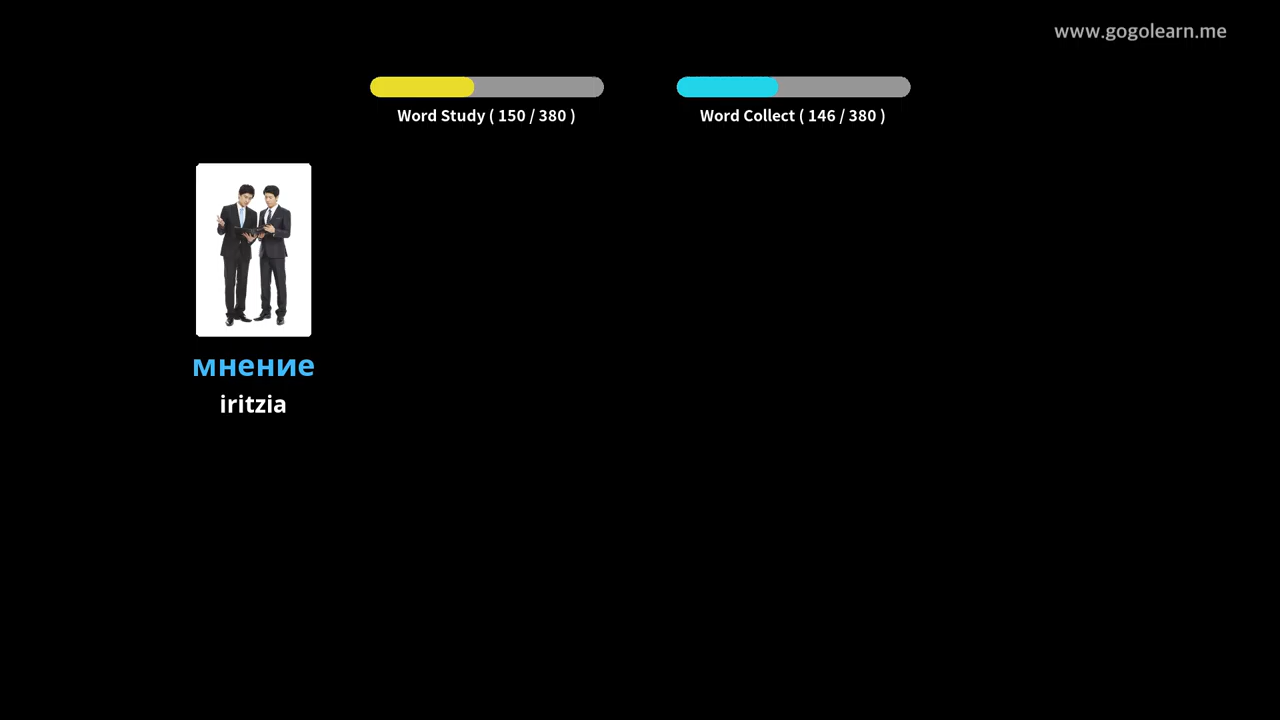 www.gogolearn.me
Word Study ( 150 / 380 )
Word Collect ( 146 / 380 )
мнение
iritzia